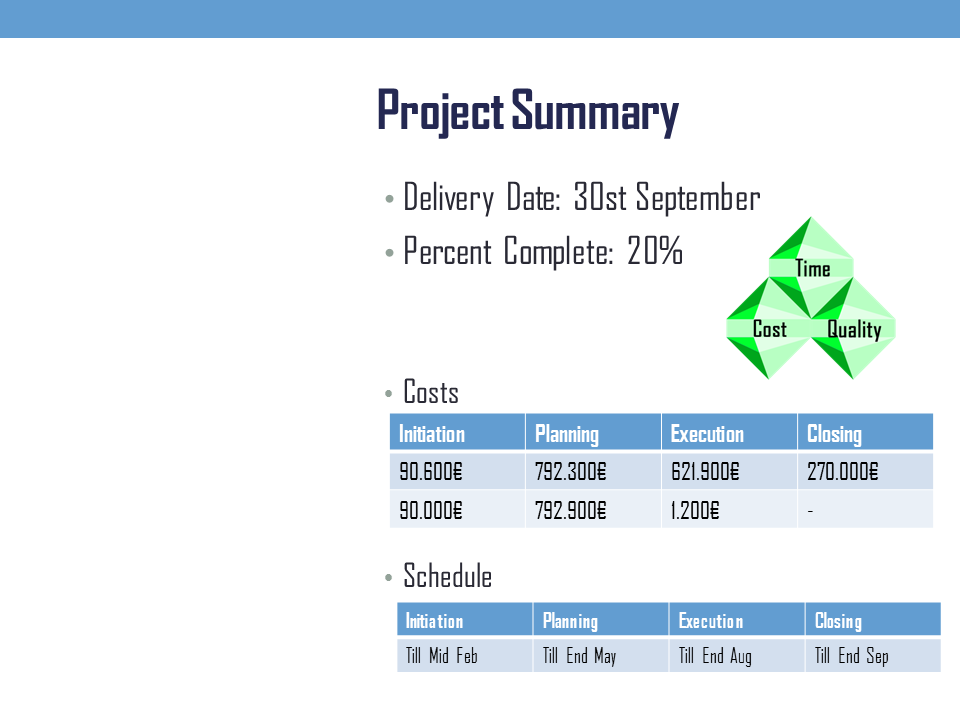 Project Summary
• Delivery Date: 30st September
• Percent Complete: 20%
Time
Cost Quality
• Costs
Initiation Planning Execution Closing
90.600€ 792.300€ 621.900€ 270.000€
90.000€ 792.900€ 1.200€ -
• Schedule
Initiation Planning Execution Closing
Till Mid Feb Till End May Till End Aug Till End Sep